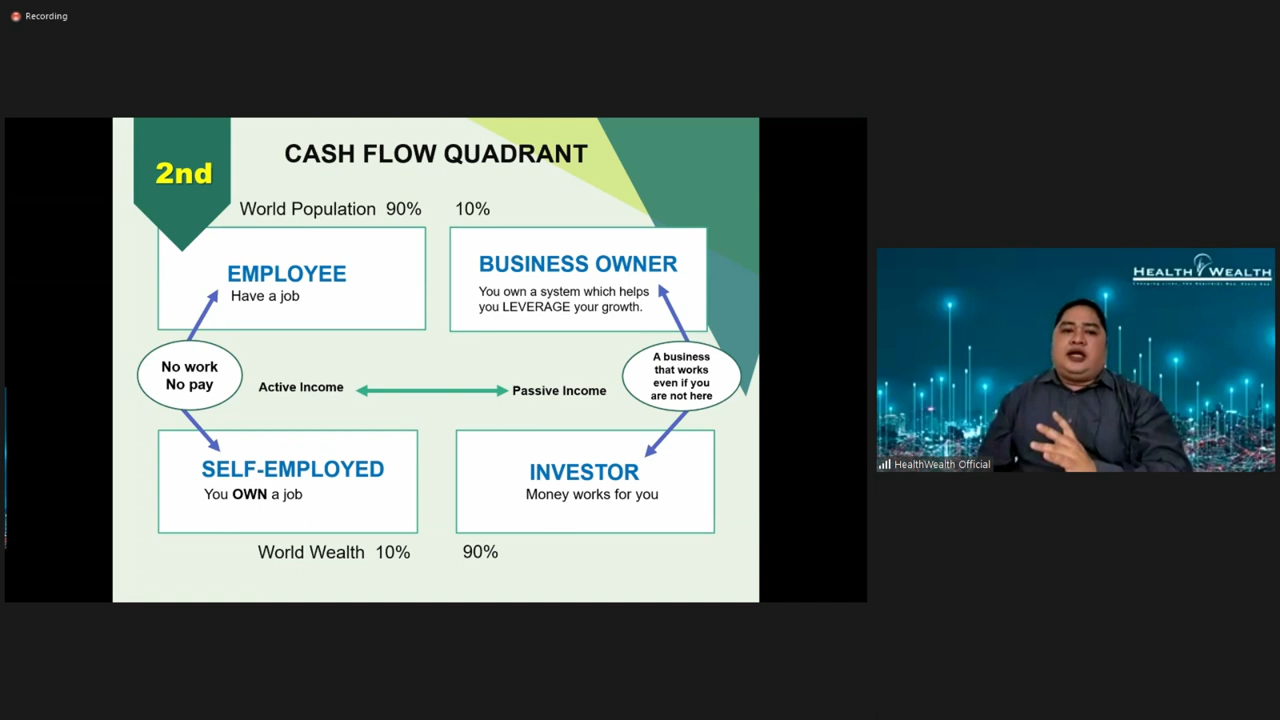 Recording
2nd
CASH FLOW QUADRANT
World Population 90% 10%
EMPLOYEE
Have a job
BUSINESS OWNER
You own a system which helps
you LEVERAGE your growth.
No work
No pay
Active Income
Passive Income
A business
that works
even if you
are not here
SELF-EMPLOYED
You OWN a job
INVESTOR
Money works for you
World Wealth 10% 90%
HEALTH WEALTH
HealthWealth Official